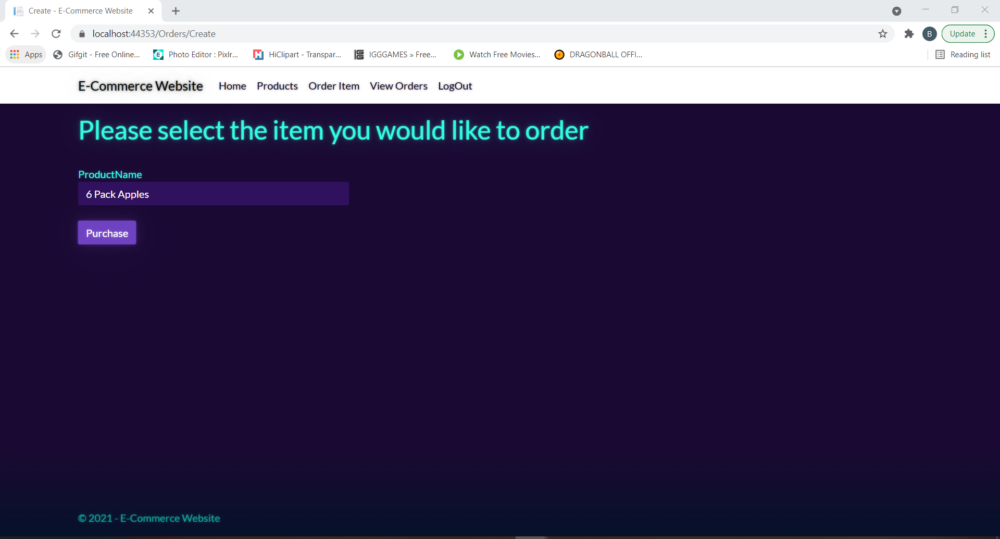 Create - E-Commerce Website
localhost:44353/Orders/Create
B
Update
Apps
Gifgit - Free Online...
Photo Editor : Pixlr...
HiClipart - Transpar...
IGGGAMES » Free...
Watch Free Movies...
DRAGONBALL OFFI...
Reading list
E-Commerce Website Home Products Order Item View Orders LogOut
Please select the item you would like to order
ProductName
6 Pack Apples
Purchase
© 2021 - E-Commerce Website